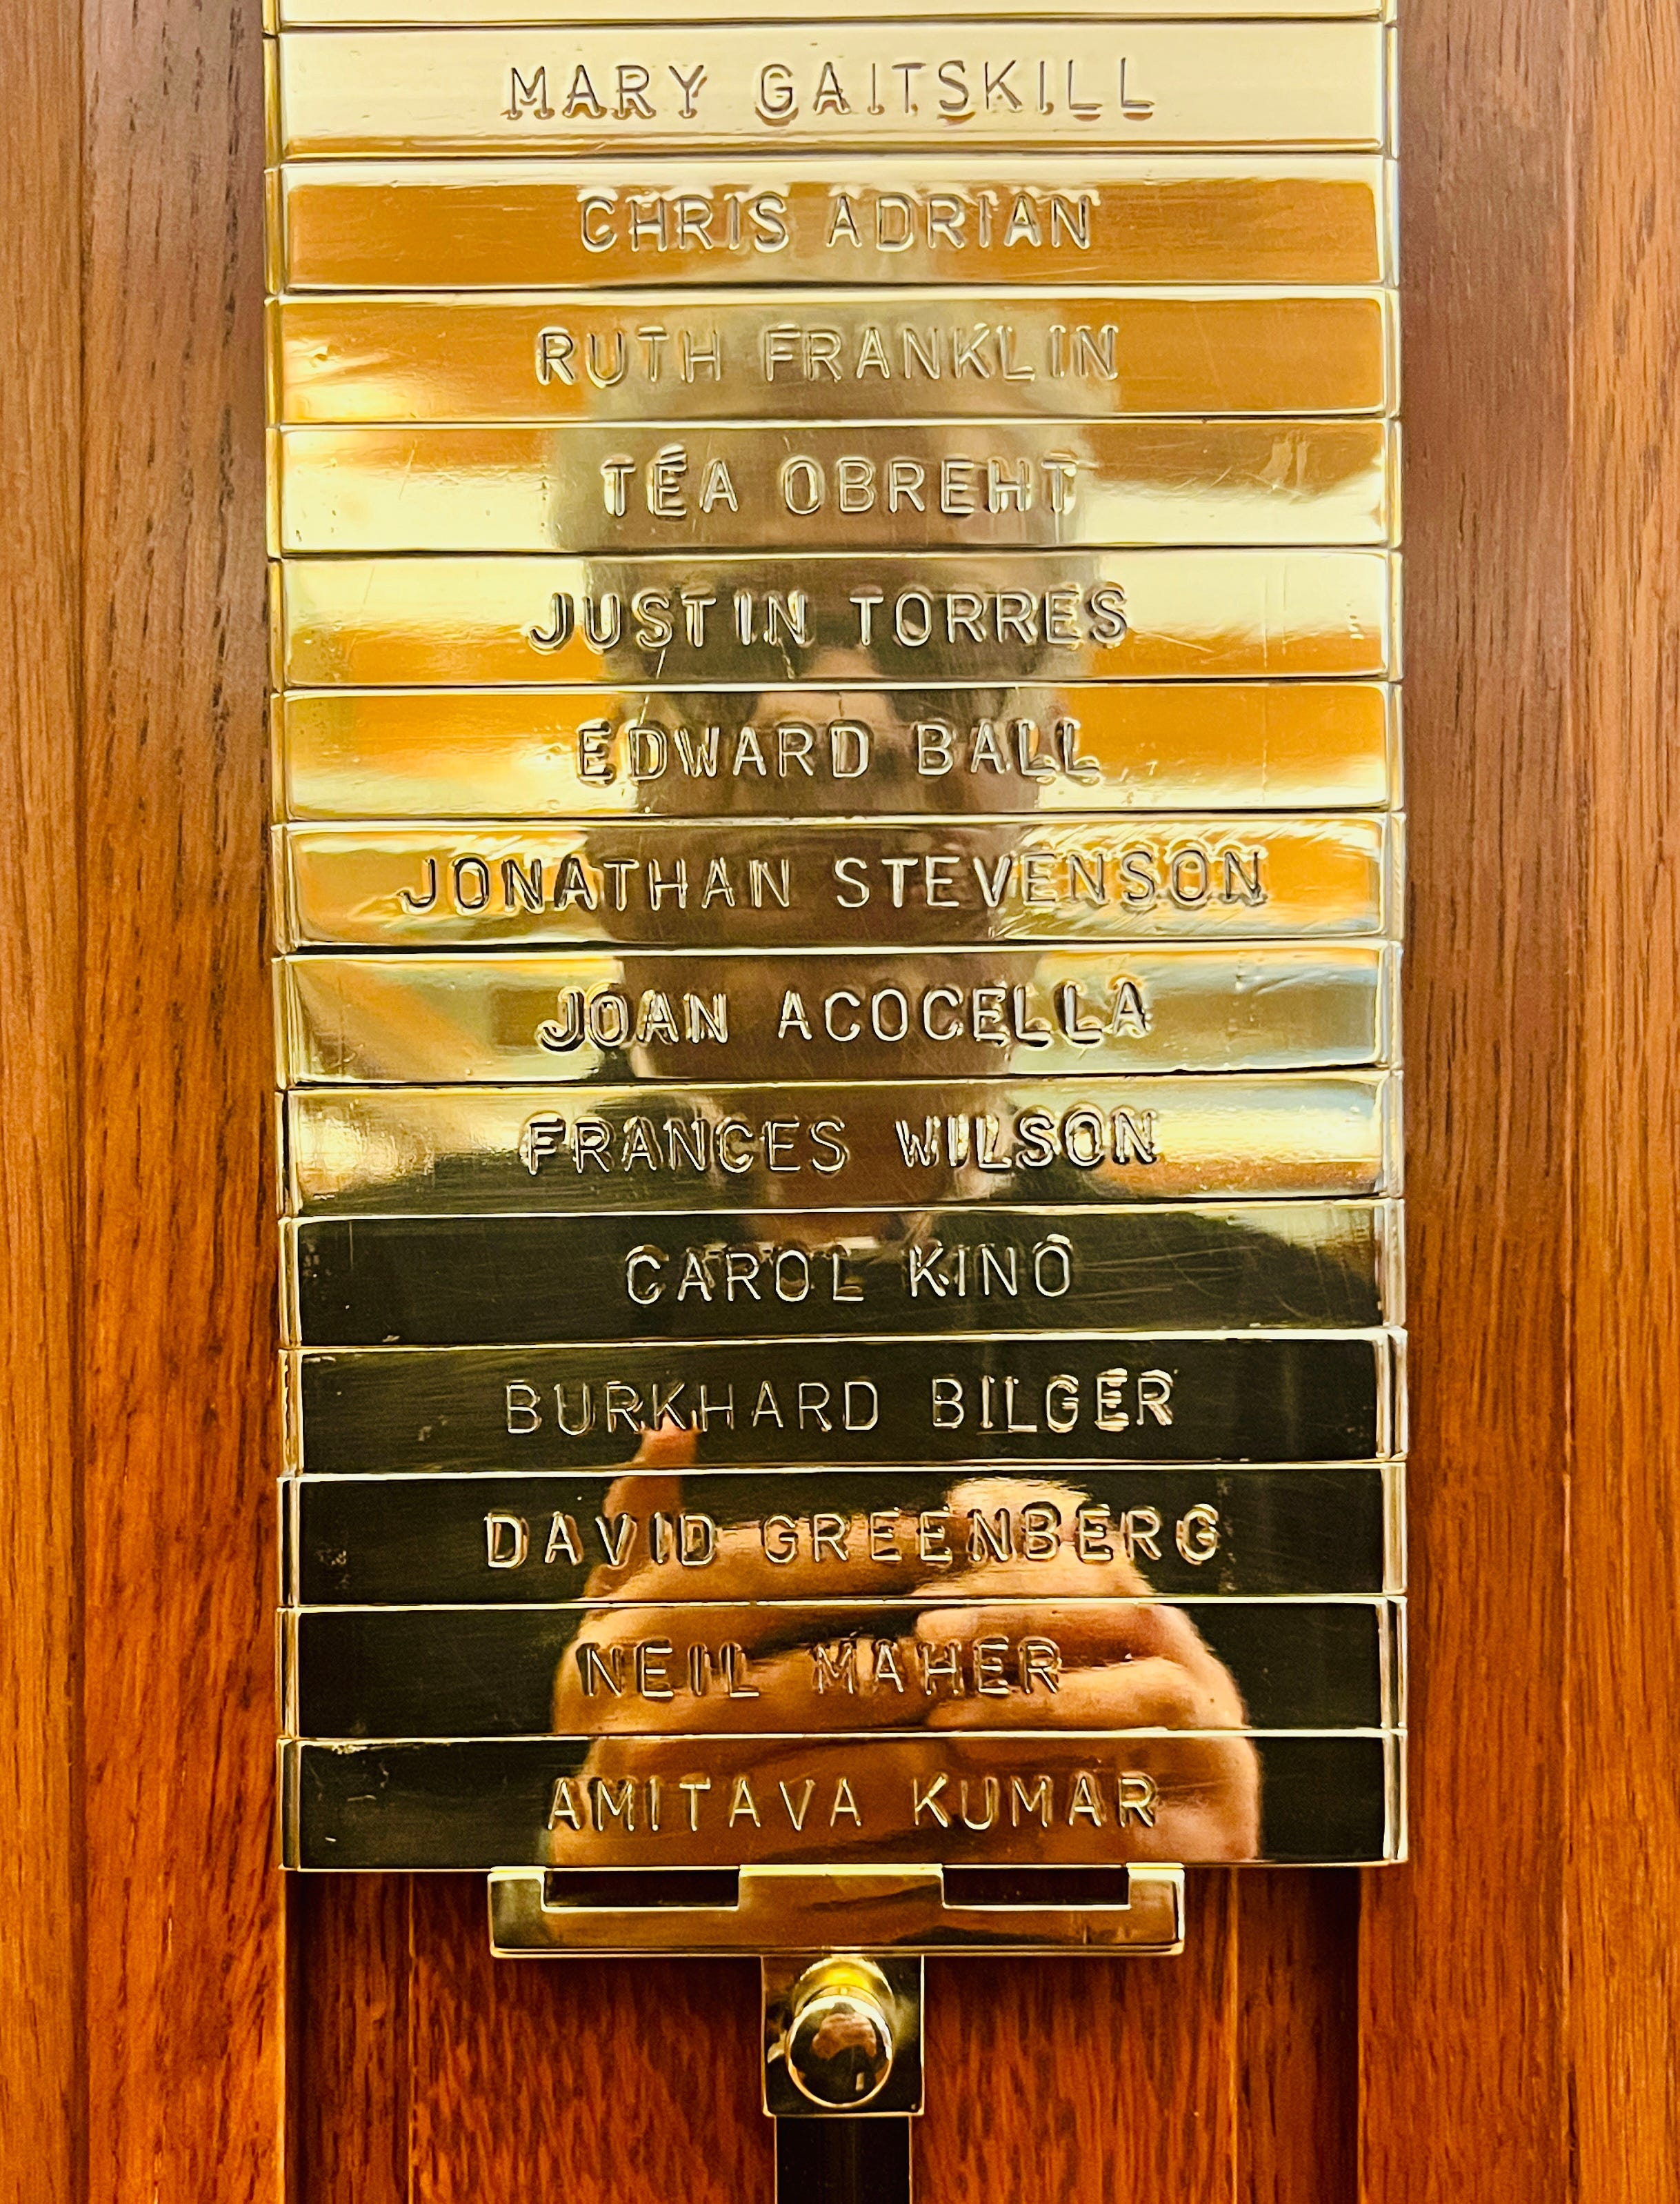 MARY GAITSKILL
CHRIS ADRIAN
RUTH FRANKLIN
TÉA OBREHT
JUSTIN TORRES
EDWARD BALL
JONATHAN STEVENSON
JOAN ACOCELLA
FRANCES WILSON
CAROL KINO
BURKHARD BILGER
DAVID GREENBERG
NEIL MAHER
AMITAVA KUMAR